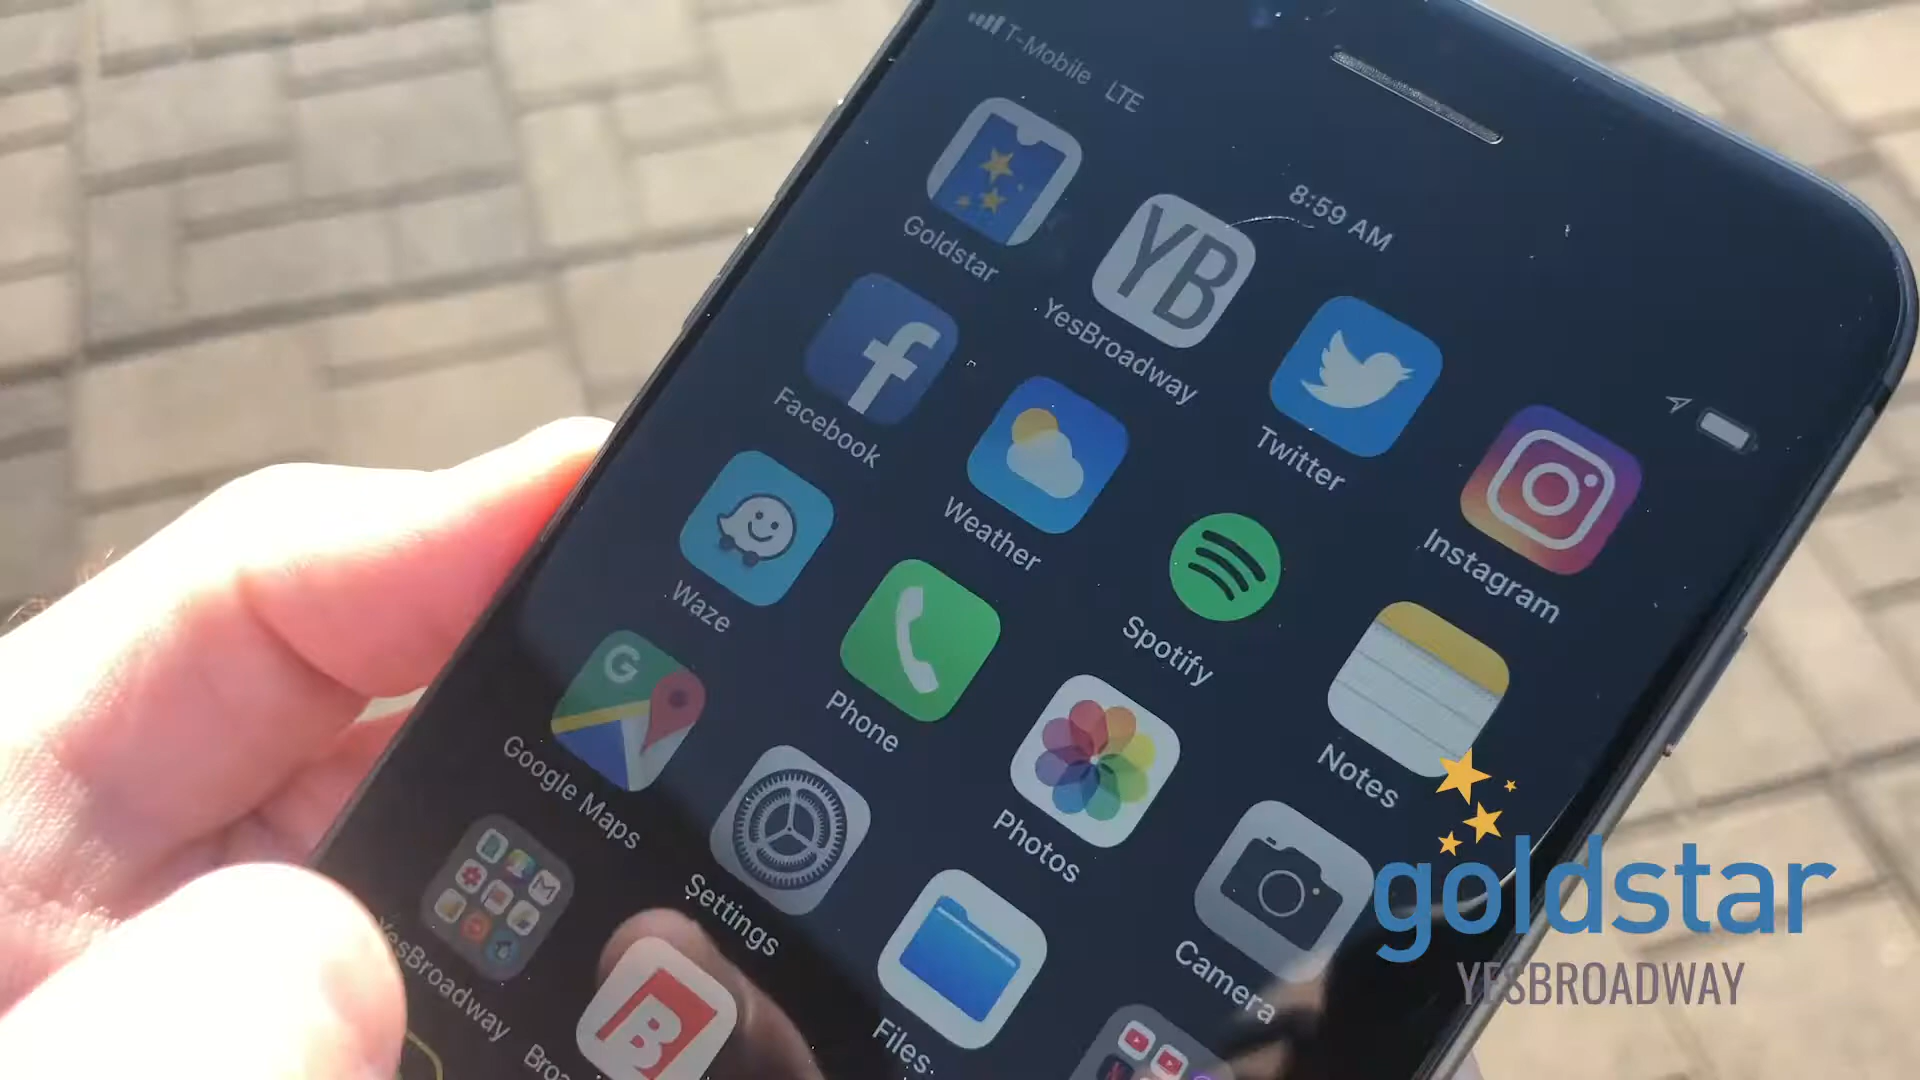 T-Mobile LTE
8:59 AM
Goldstar
YB
YesBroadway
Twitter
Instagram
Facebook
Weather
Spotify
Notes
Waze
Phone
Photos
Camera
G
Google Maps
Settings
Files
YesBroadway
B
goldstar
YESBROADWAY